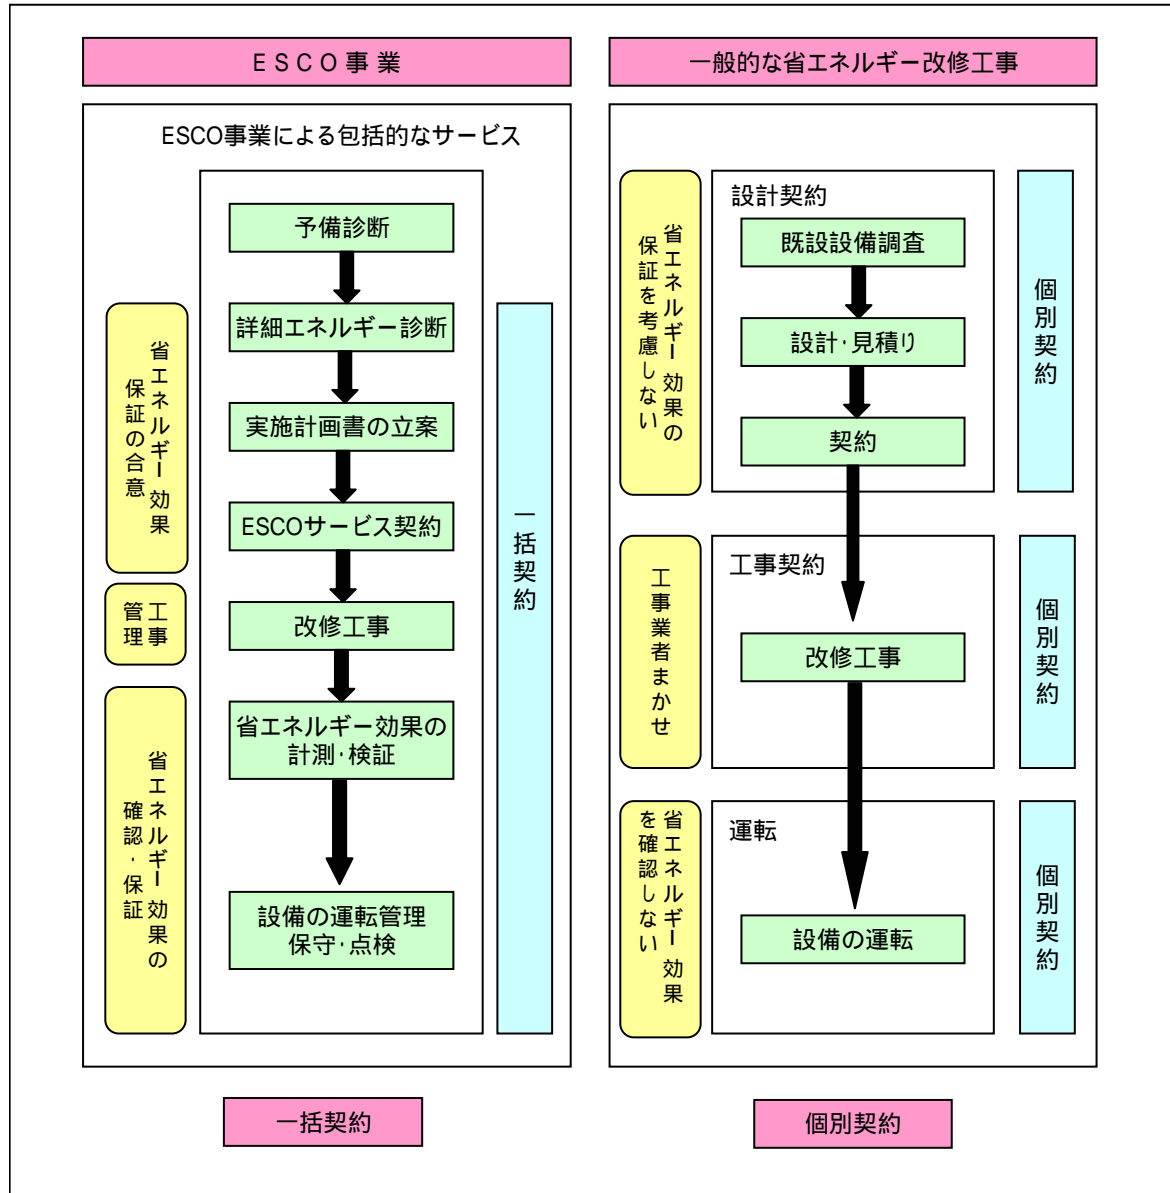 ESCO事業
ESCO事業による包括的なサービス
予備診断
詳細エネルギー診断
実施計画書の立案
ESCOサービス契約
改修工事
省エネルギー効果の
計測・検証
設備の運転管理
保守・点検
省エネルギー効果
保証の合意
工事
管理
省エネルギー効果の
確認・保証
一括契約
一括契約
一般的な省エネルギー改修工事
省エネルギー効果の
保証を考慮しない
設計契約
既設設備調査
設計・見積り
契約
個別契約
工事業者まかせ
工事契約
改修工事
個別契約
省エネルギー効果
を確認しない
運転
設備の運転
個別契約
個別契約